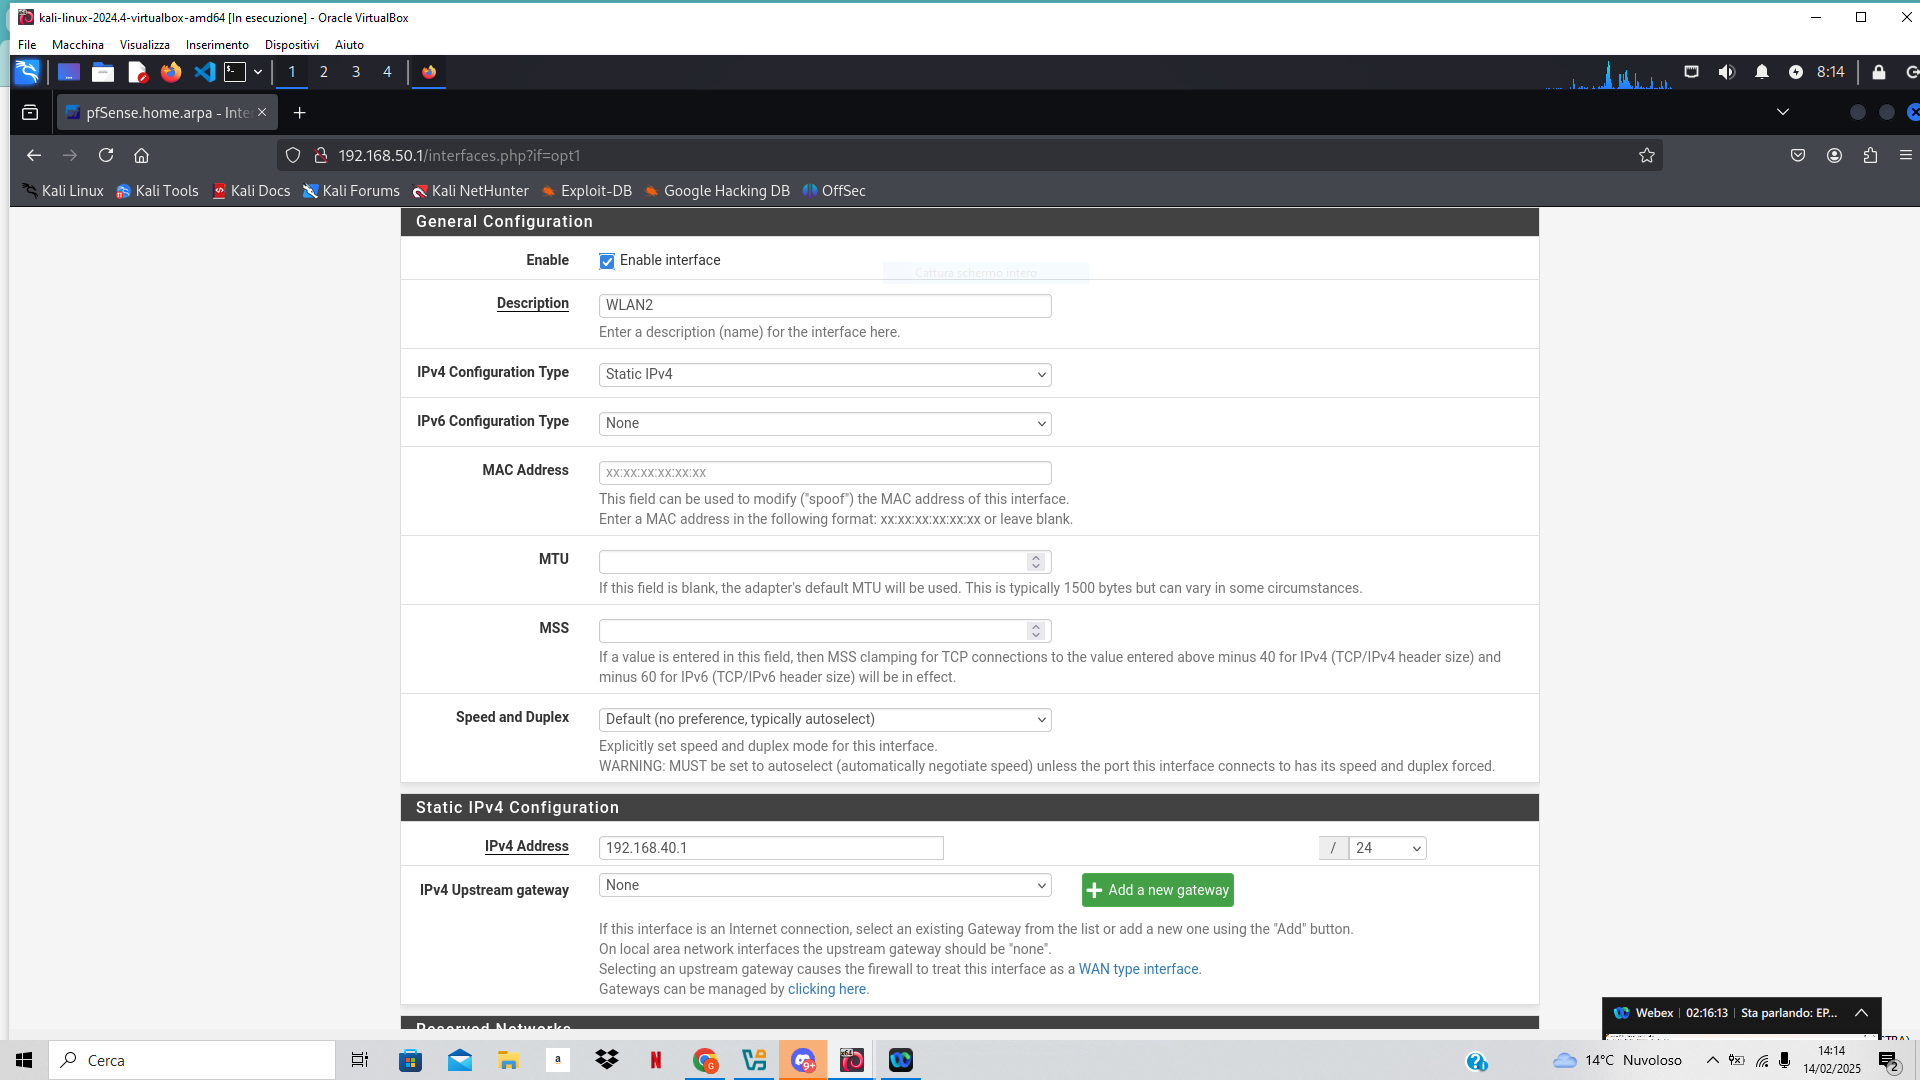 kali-linux-2024.4-virtualbox-amd64 [In esecuzione] - Oracle VirtualBox
File Macchina Visualizza Inserimento Dispositivi Aiuto
1 2 3 4 8:14
pfSense.home.arpa - Inte
192.168.50.1/interfaces.php?if=opt1
Kali Linux Kali Tools Kali Docs Kali Forums Kali NetHunter Exploit-DB Google Hacking DB OffSec
General Configuration
Enable Enable interface
Cattura schermo intero
Description WLAN2
Enter a description (name) for the interface here.
IPv4 Configuration Type Static IPv4
IPv6 Configuration Type None
MAC Address xx:xx:xx:xx:xx:xx
This field can be used to modify ("spoof") the MAC address of this interface.
Enter a MAC address in the following format: xx:xx:xx:xx:xx:xx or leave blank.
MTU
If this field is blank, the adapter's default MTU will be used. This is typically 1500 bytes but can vary in some circumstances.
MSS
If a value is entered in this field, then MSS clamping for TCP connections to the value entered above minus 40 for IPv4 (TCP/IPv4 header size) and
minus 60 for IPv6 (TCP/IPv6 header size) will be in effect.
Speed and Duplex Default (no preference, typically autoselect)
Explicitly set speed and duplex mode for this interface.
WARNING: MUST be set to autoselect (automatically negotiate speed) unless the port this interface connects to has its speed and duplex forced.
Static IPv4 Configuration
IPv4 Address 192.168.40.1 / 24
IPv4 Upstream gateway None Add a new gateway
If this interface is an Internet connection, select an existing Gateway from the list or add a new one using the "Add" button.
On local area network interfaces the upstream gateway should be "none".
Selecting an upstream gateway causes the firewall to treat this interface as a WAN type interface.
Gateways can be managed by clicking here.
Reserved Networks
Webex 02:16:13 Sta parlando: EP...
Cerca
14°C Nuvoloso
14:14
14/02/2025
2